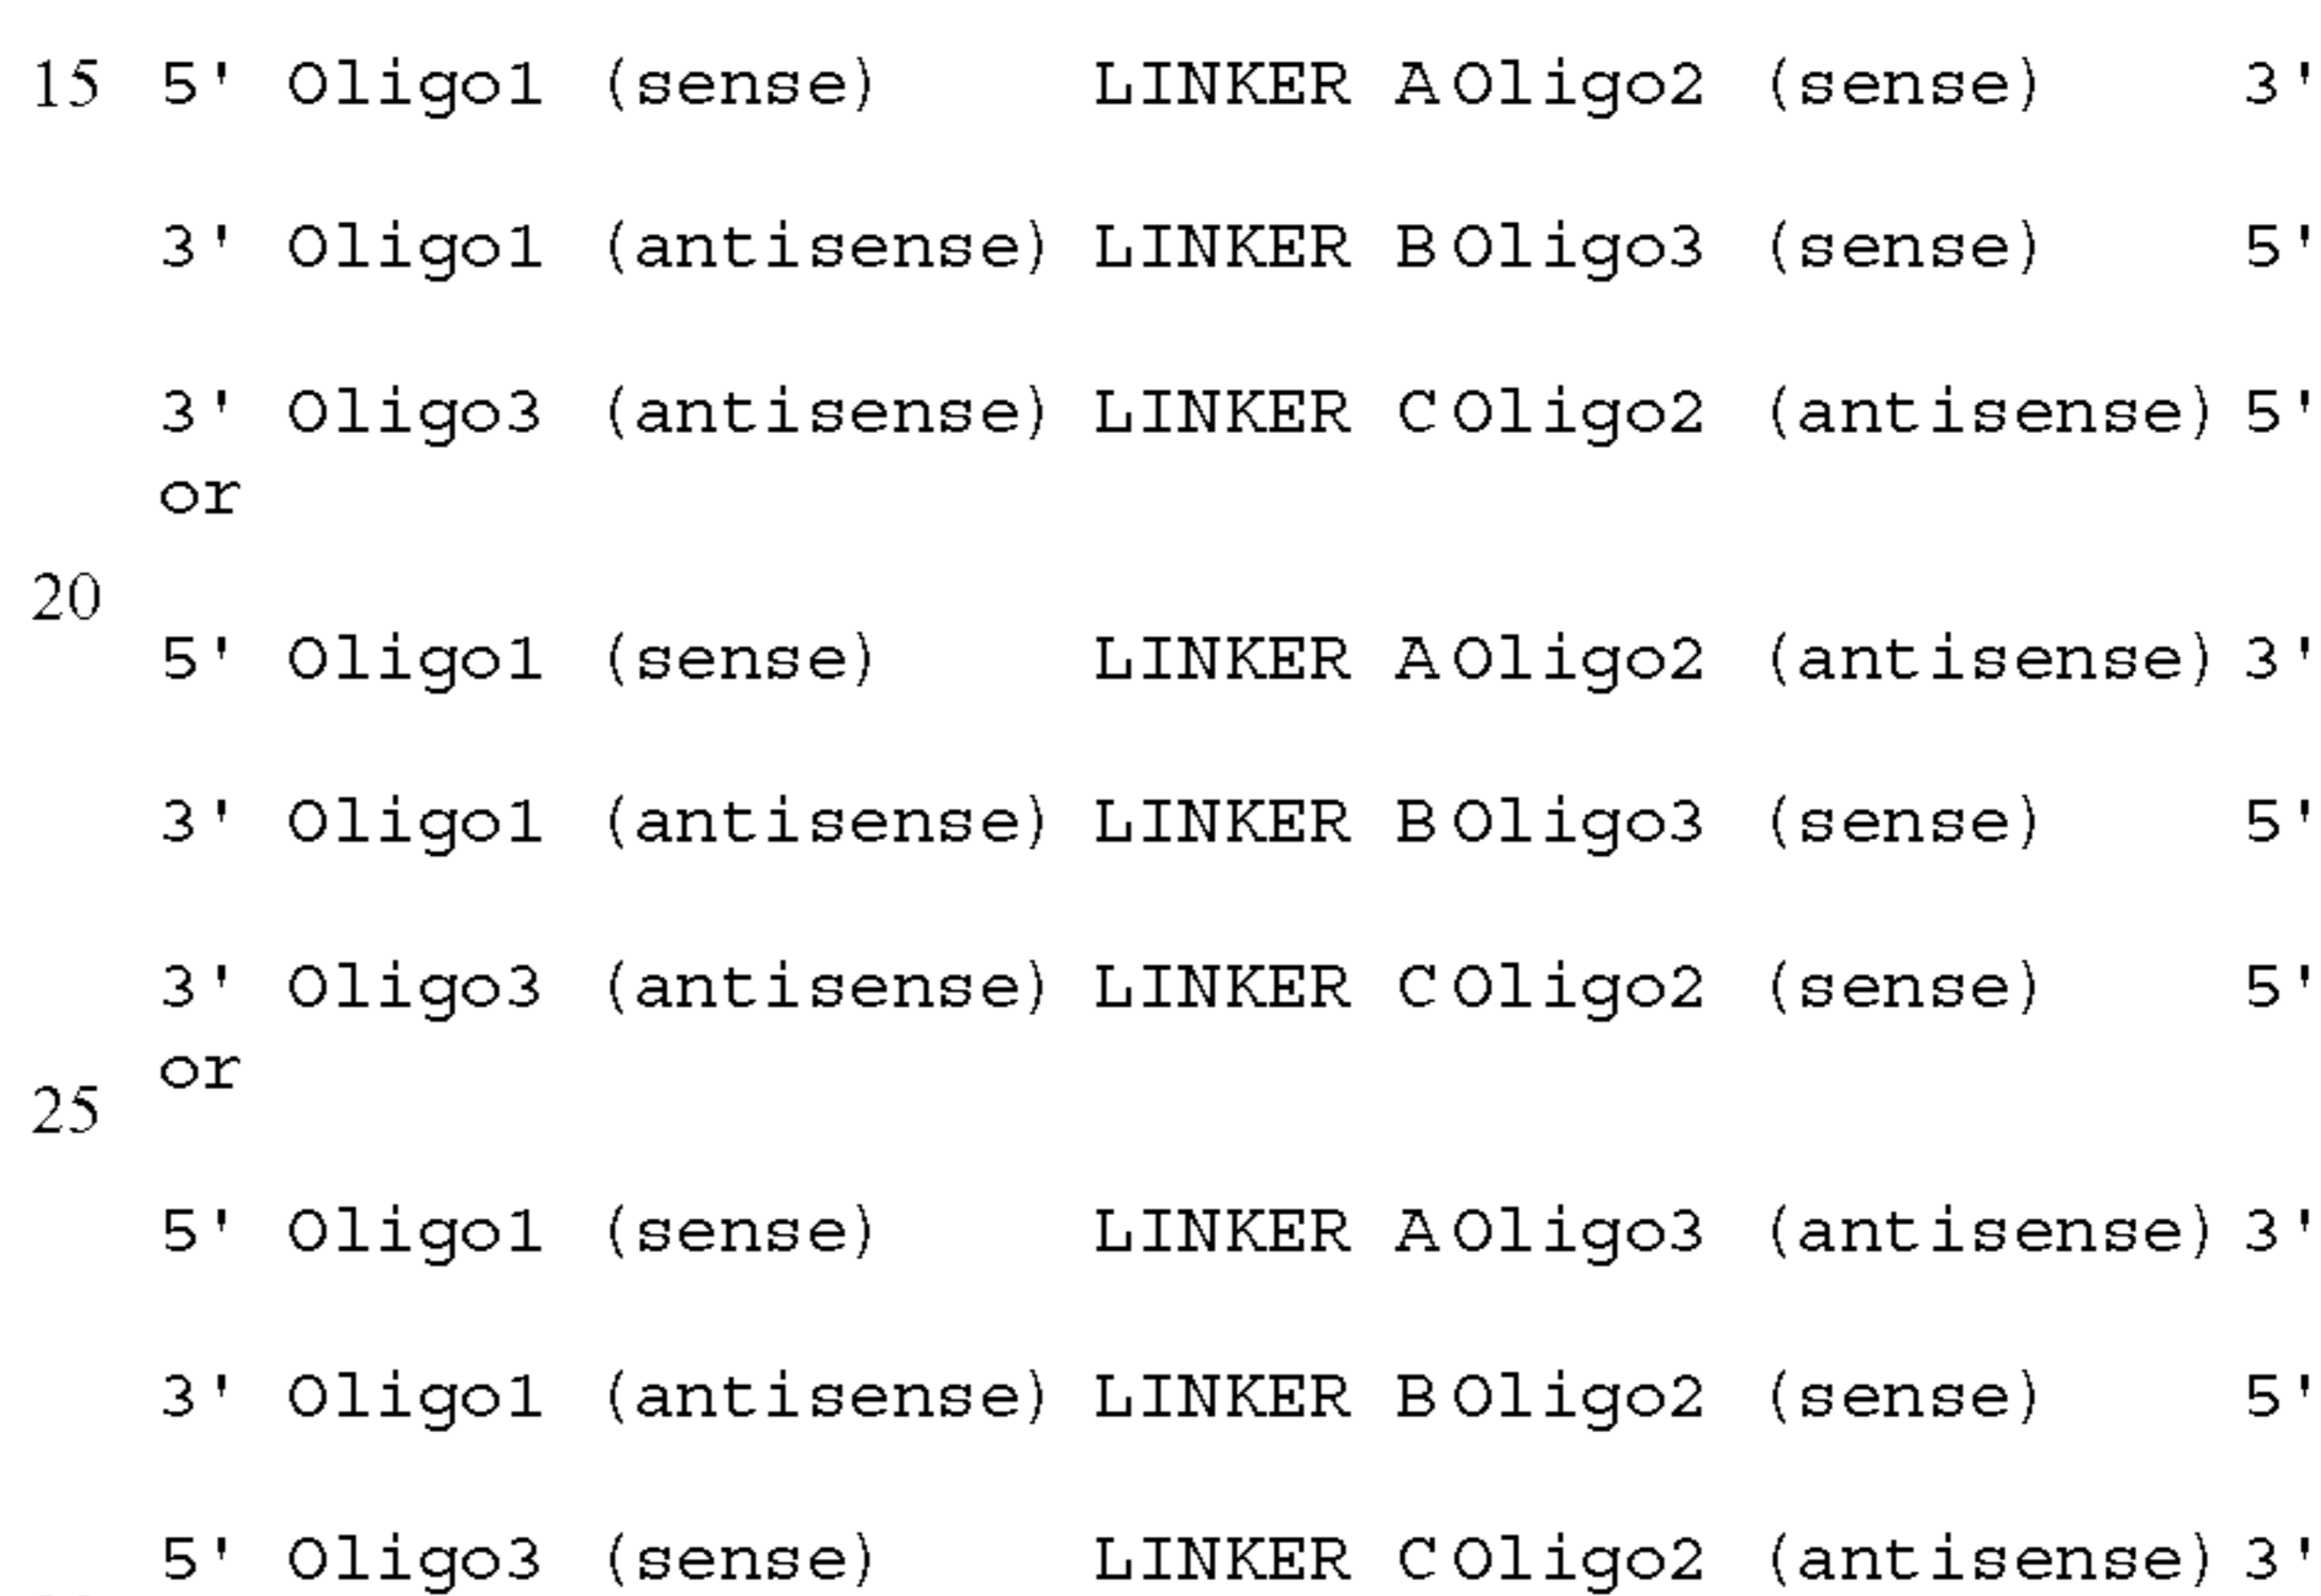 15 5' Oligo1 (sense) LINKER A Oligo2 (sense) 3'
3' Oligo1 (antisense) LINKER B Oligo3 (sense) 5'
3' Oligo3 (antisense) LINKER C Oligo2 (antisense) 5'
or
20
5' Oligo1 (sense) LINKER A Oligo2 (antisense) 3'
3' Oligo1 (antisense) LINKER B Oligo3 (sense) 5'
3' Oligo3 (antisense) LINKER C Oligo2 (sense) 5'
or
25
5' Oligo1 (sense) LINKER A Oligo3 (antisense) 3'
3' Oligo1 (antisense) LINKER B Oligo2 (sense) 5'
5' Oligo3 (sense) LINKER C Oligo2 (antisense) 3'